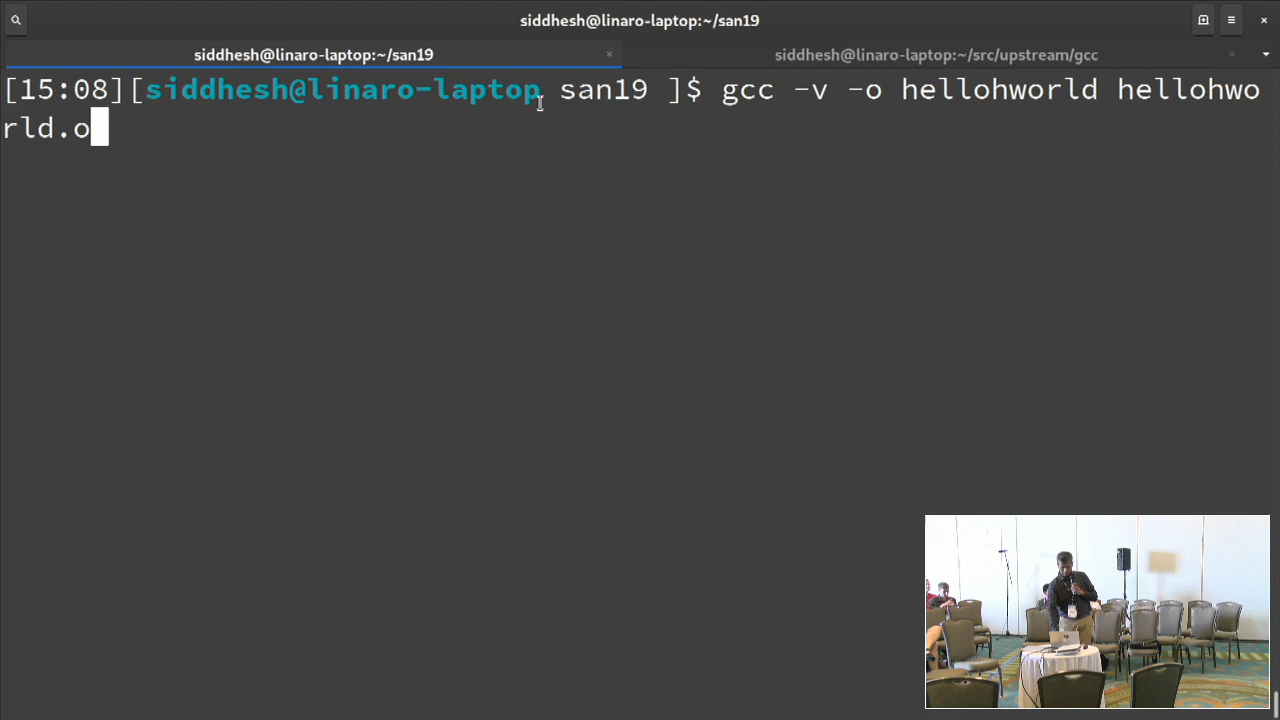 siddhesh@linaro-laptop:~/san19
siddhesh@linaro-laptop:~/san19 ×
siddhesh@linaro-laptop:~/src/upstream/gcc ×
[15:08][siddhesh@linaro-laptop san19 ]$ gcc -v -o hellohworld hellohwo
rld.o